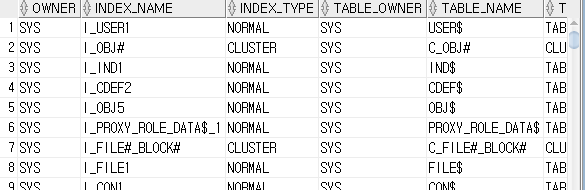 OWNER INDEX_NAME INDEX_TYPE TABLE_OWNER TABLE_NAME T
1 SYS I_USER1 NORMAL SYS USER$ TAB
2 SYS I_OBJ# CLUSTER SYS C_OBJ# CLU
3 SYS I_IND1 NORMAL SYS IND$ TAB
4 SYS I_CDEF2 NORMAL SYS CDEF$ TAB
5 SYS I_OBJ5 NORMAL SYS OBJ$ TAB
6 SYS I_PROXY_ROLE_DATA$_1 NORMAL SYS PROXY_ROLE_DATA$ TAB
7 SYS I_FILE#_BLOCK# CLUSTER SYS C_FILE#_BLOCK# CLU
8 SYS I_FILE1 NORMAL SYS FILE$ TAB
9 SYS I_CON1 NORMAL SYS CON$ TAB